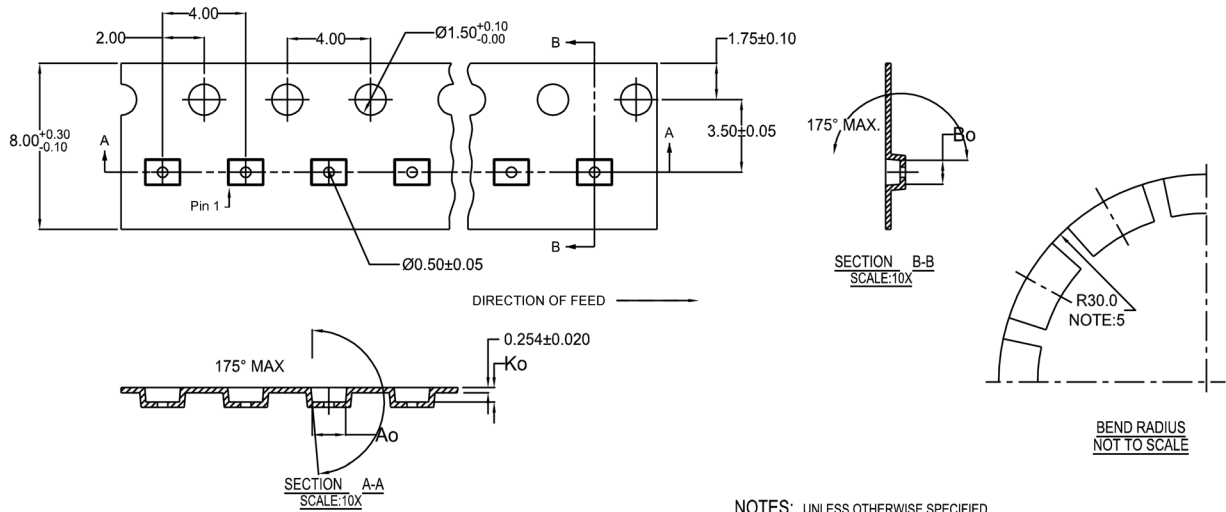 4.00
2.00
4.00
Ø1.50+0.10
-0.00
B
1.75±0.10
8.00+0.30
-0.10
A
3.50±0.05
A
175° MAX.
Bo
Pin 1
B
Ø0.50±0.05
SECTION B-B
SCALE:10X
DIRECTION OF FEED
R30.0
NOTE:5
0.254±0.020
175° MAX
Ko
Ao
BEND RADIUS
NOT TO SCALE
SECTION A-A
SCALE:10X
NOTES: UNLESS OTHERWISE SPECIFIED